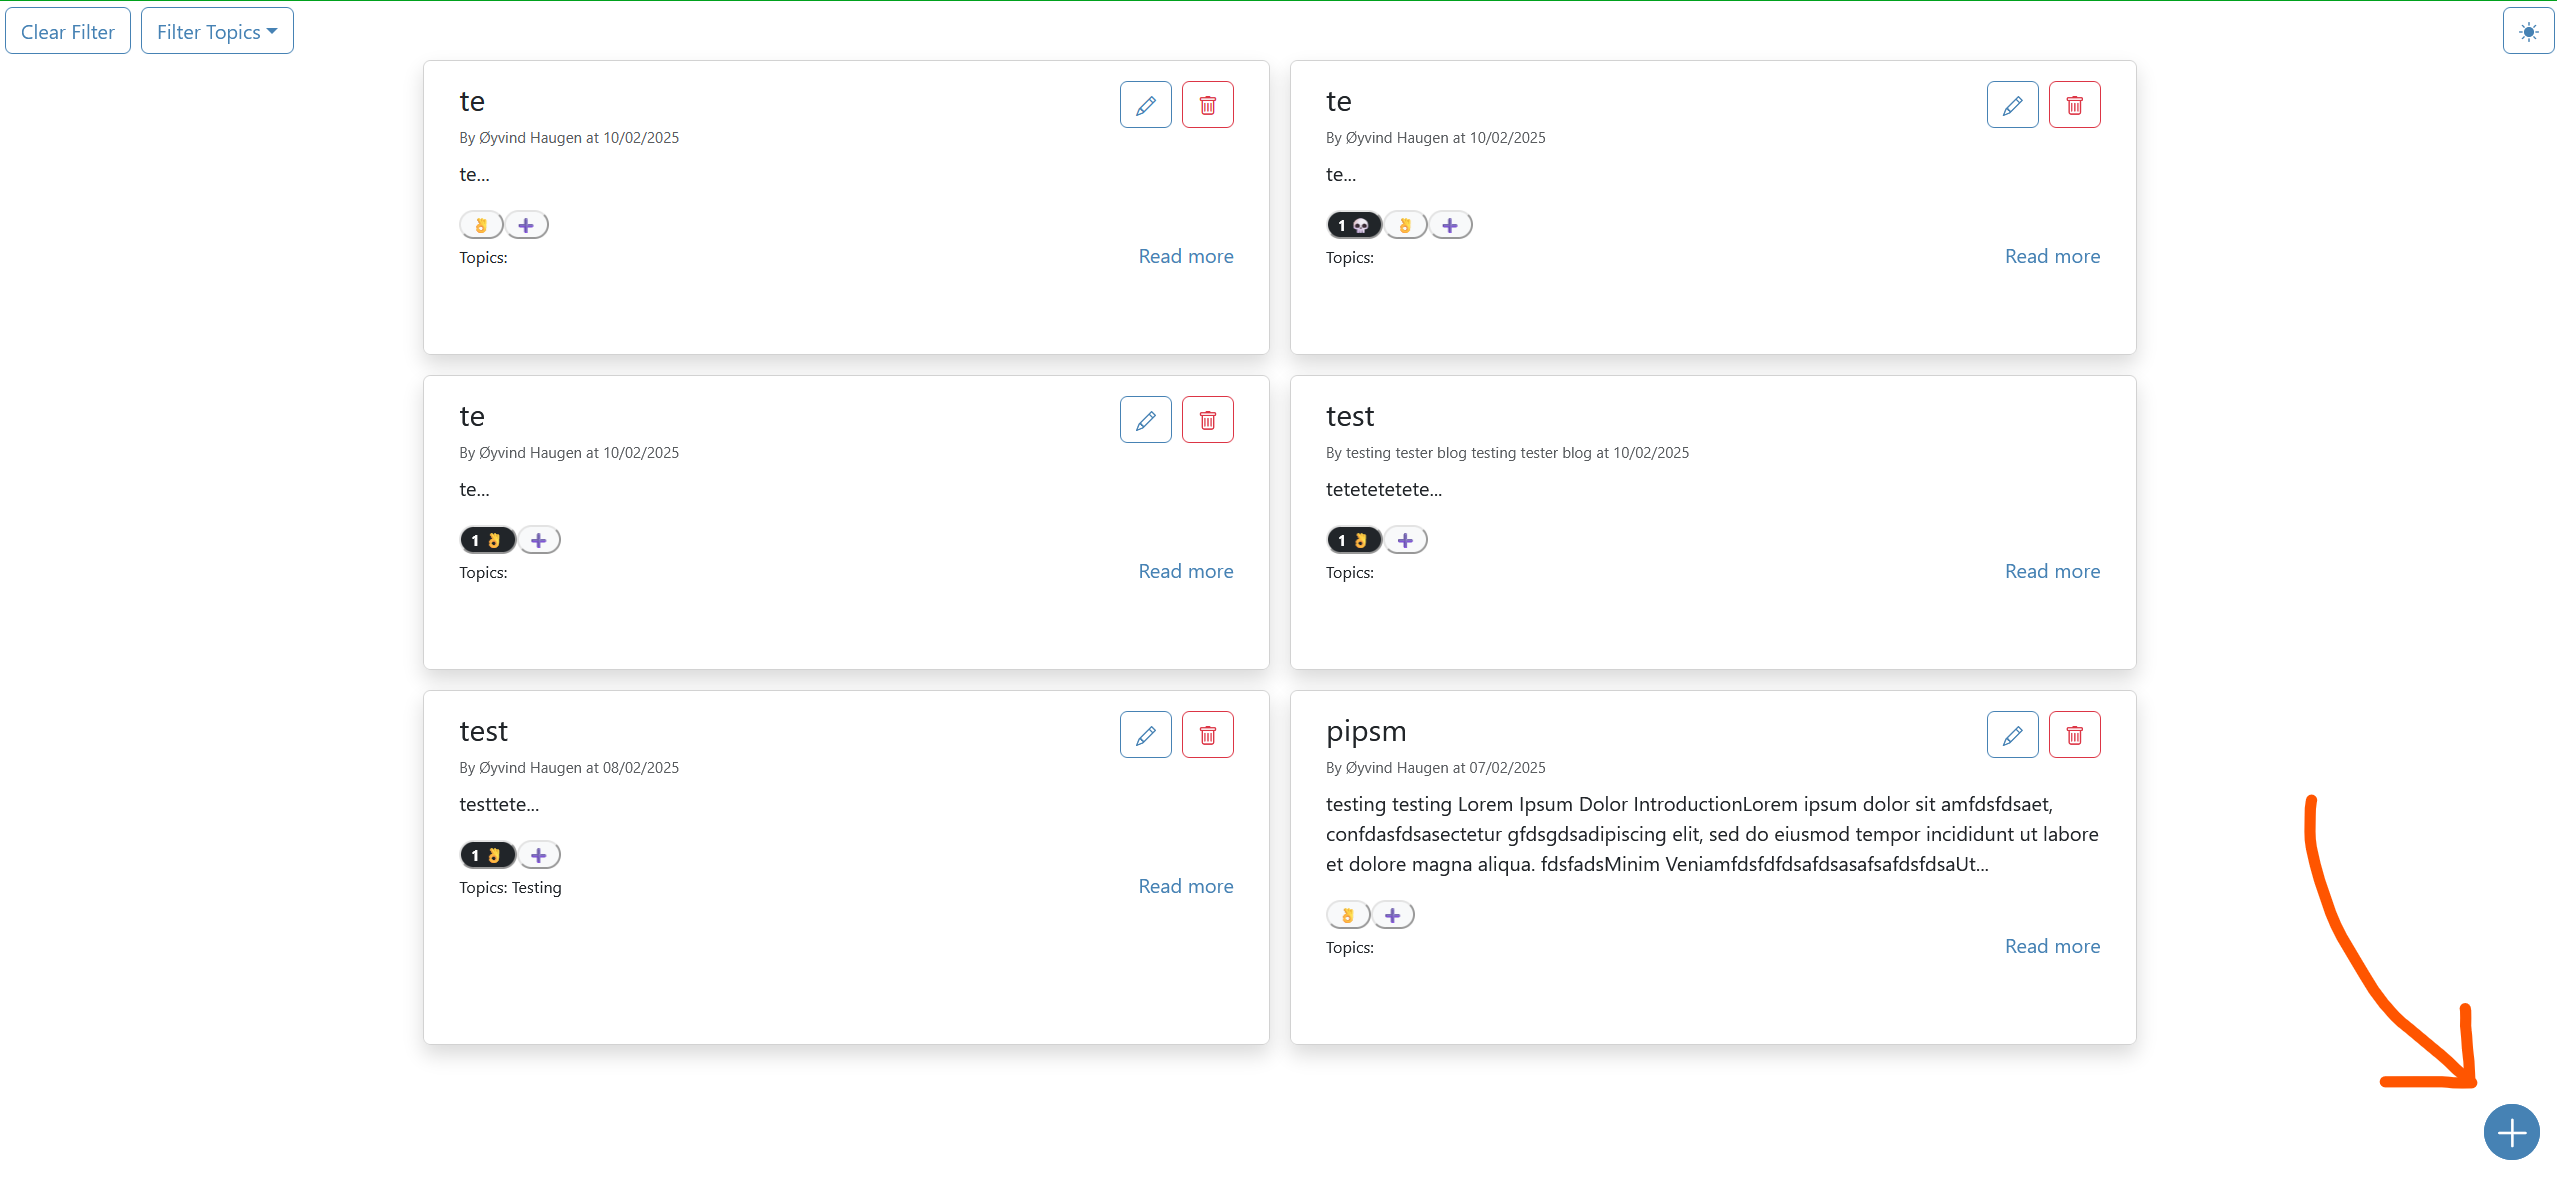 Clear Filter
Filter Topics
te
By Øyvind Haugen at 10/02/2025
te...
Topics:
Read more
te
By Øyvind Haugen at 10/02/2025
te...
1
Topics:
Read more
te
By Øyvind Haugen at 10/02/2025
te...
1
Topics:
Read more
test
By testing tester blog testing tester blog at 10/02/2025
tetetetetete...
1
Topics:
Read more
test
By Øyvind Haugen at 08/02/2025
testtete...
1
Topics: Testing
Read more
pipsm
By Øyvind Haugen at 07/02/2025
testing testing Lorem Ipsum Dolor IntroductionLorem ipsum dolor sit amfdsfdsaet,
confdasfdsasectetur gfdsgdsadipiscing elit, sed do eiusmod tempor incididunt ut labore
et dolore magna aliqua. fdsfadsMinim VeniamfdsfdfdsafdsasafsafdsfdsaUt...
Topics:
Read more